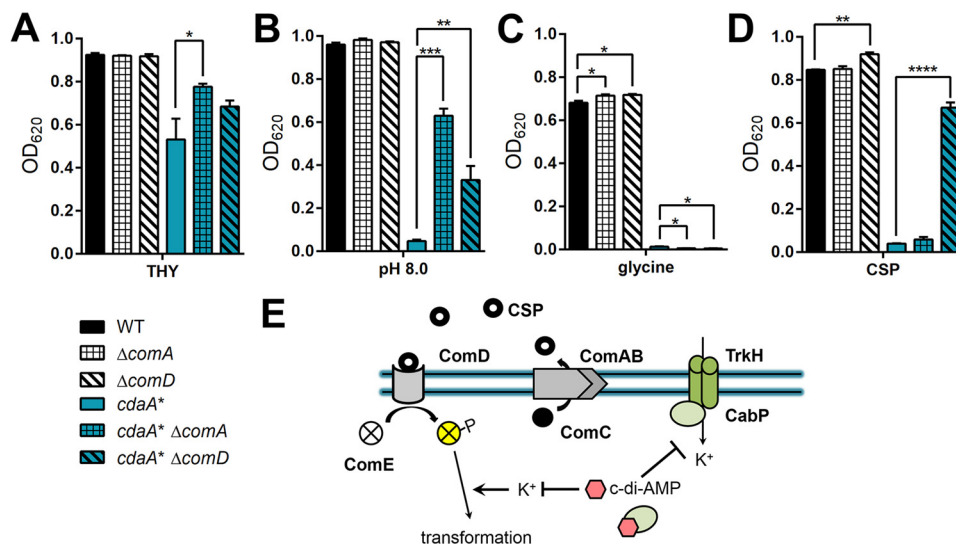 A
OD620
1.0
0.8
0.6
0.4
0.2
0.0
*
THY
B
OD620
1.0
0.8
0.6
0.4
0.2
0.0
**
***
pH 8.0
C
OD620
1.0
0.8
0.6
0.4
0.2
0.0
*
*
*
*
glycine
D
OD620
1.0
0.8
0.6
0.4
0.2
0.0
**
****
CSP
WT
ΔcomA
ΔcomD
cdaA*
cdaA* ΔcomA
cdaA* ΔcomD
E
CSP
ComD
ComAB
TrkH
CabP
ComC
ComE
P
K+
K+
c-di-AMP
transformation